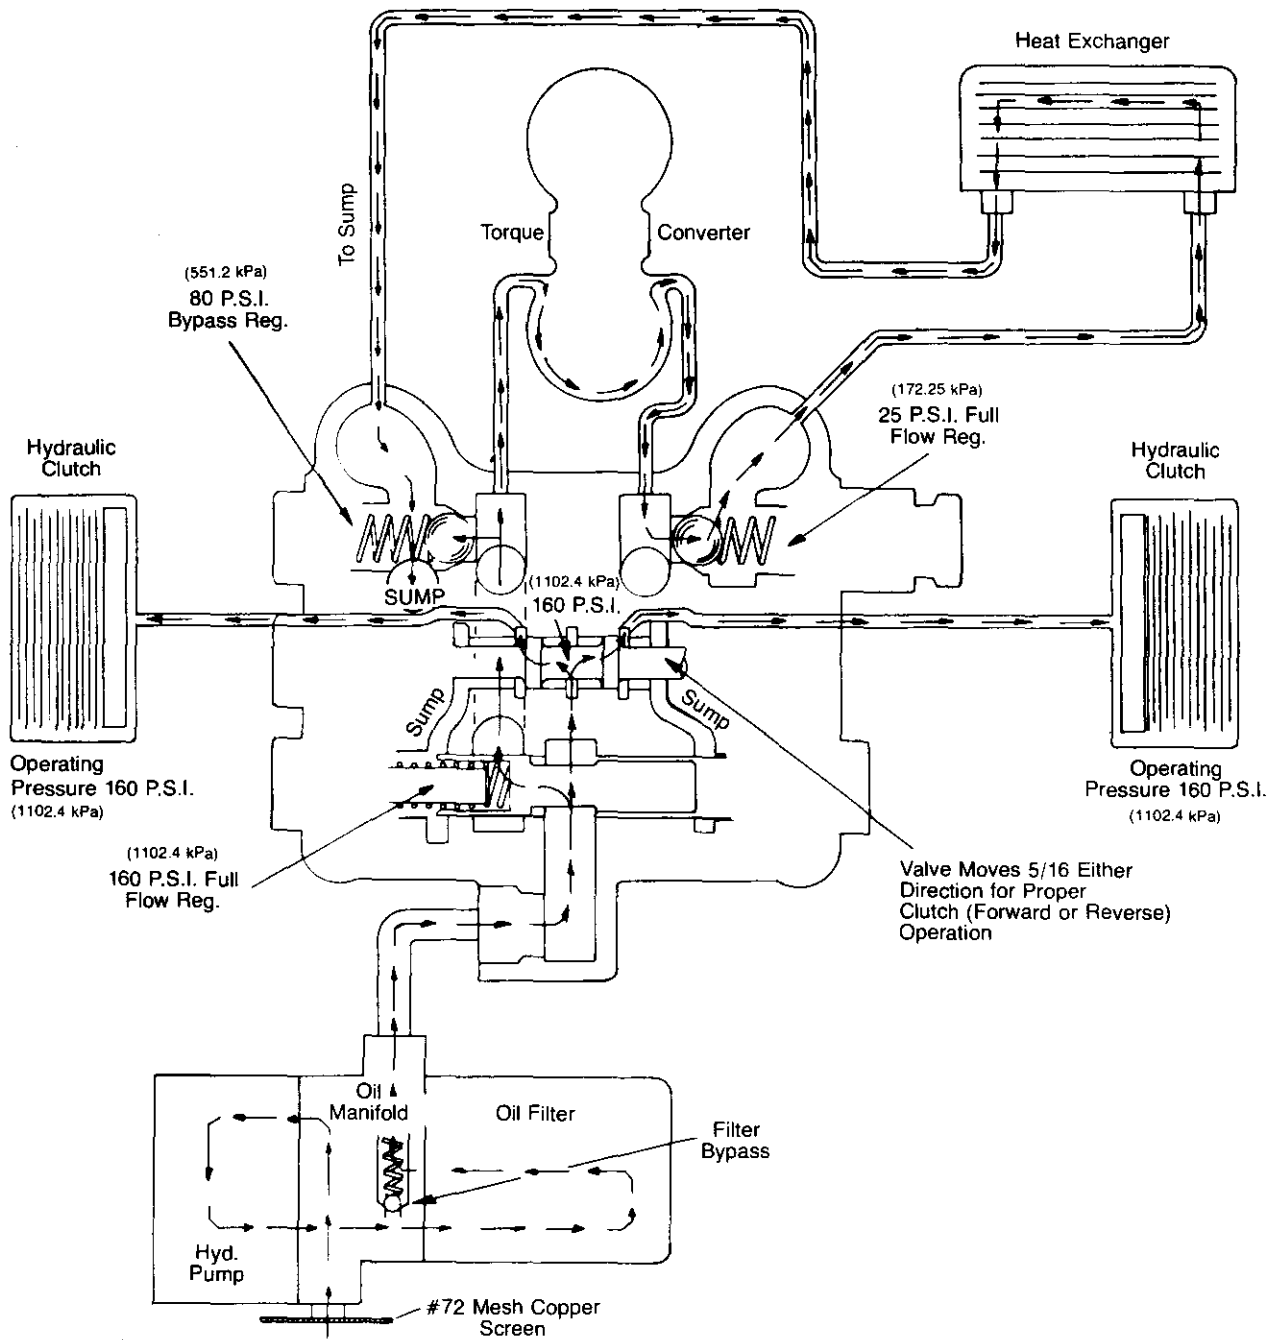 Heat Exchanger
To Sump
Torque
Converter
(551.2 kPa)
80 P.S.I.
Bypass Reg.
(172.25 kPa)
25 P.S.I. Full
Flow Reg.
Hydraulic
Clutch
Hydraulic
Clutch
SUMP
(1102.4 kPa)
160 P.S.I.
Sump
Sump
Operating
Pressure 160 P.S.I.
(1102.4 kPa)
Operating
Pressure 160 P.S.I.
(1102.4 kPa)
(1102.4 kPa)
160 P.S.I. Full
Flow Reg.
Valve Moves 5/16 Either
Direction for Proper
Clutch (Forward or Reverse)
Operation
Oil
Manifold
Oil Filter
Filter
Bypass
Hyd.
Pump
#72 Mesh Copper
Screen